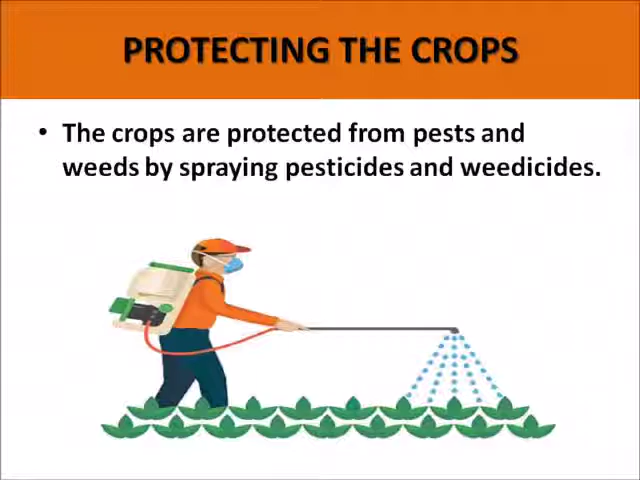 PROTECTING THE CROPS
• The crops are protected from pests and
weeds by spraying pesticides and weedicides.